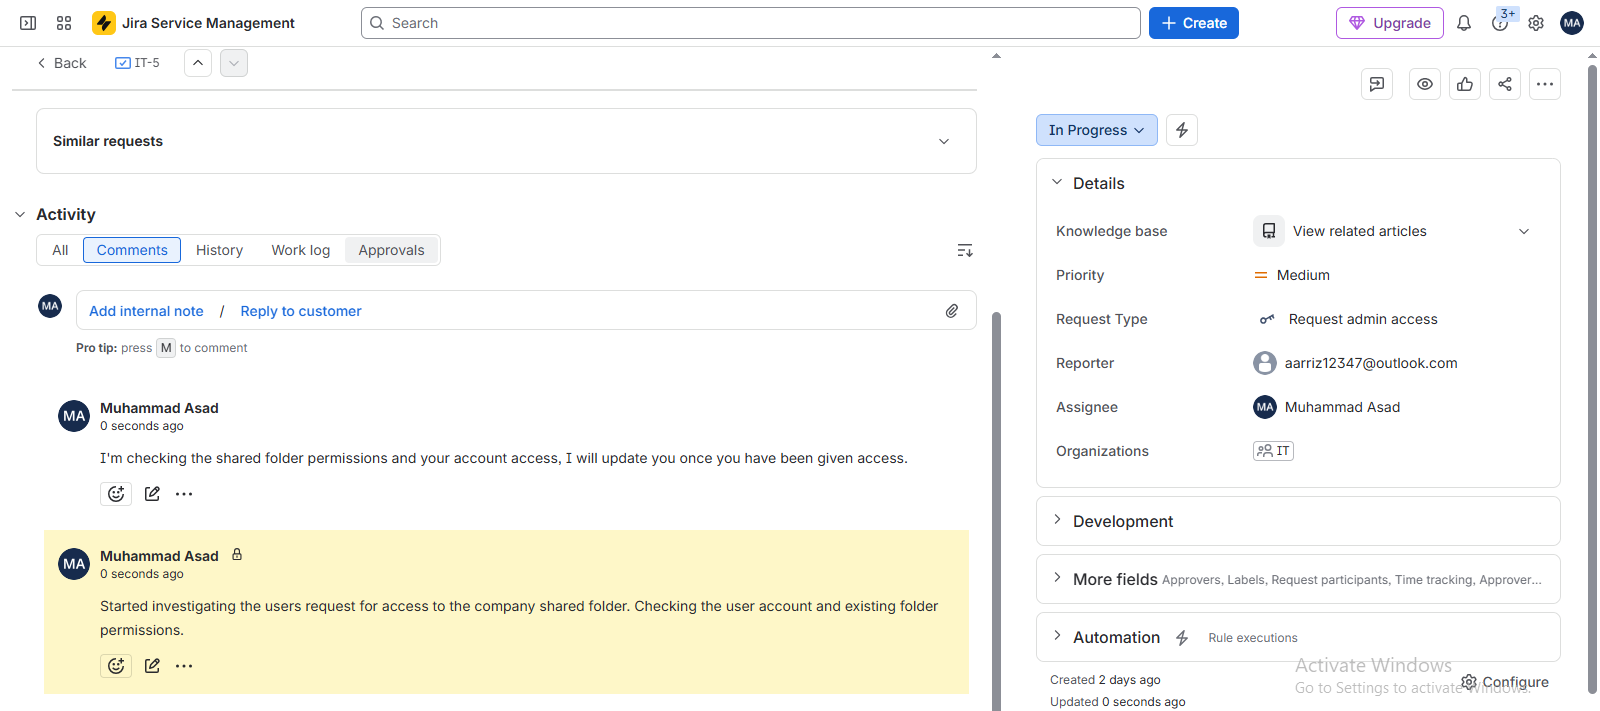 Jira Service Management
Search
Create
Upgrade
3+
MA
Back
IT-5
Similar requests
Activity
All
Comments
History
Work log
Approvals
MA
Add internal note / Reply to customer
Pro tip: press M to comment
MA
Muhammad Asad
0 seconds ago
I'm checking the shared folder permissions and your account access, I will update you once you have been given access.
MA
Muhammad Asad
0 seconds ago
Started investigating the users request for access to the company shared folder. Checking the user account and existing folder
permissions.
In Progress
Details
Knowledge base
View related articles
Priority
Medium
Request Type
Request admin access
Reporter
aarriz12347@outlook.com
Assignee
MA
Muhammad Asad
Organizations
IT
Development
More fields Approvers, Labels, Request participants, Time tracking, Approver...
Automation
Rule executions
Created 2 days ago
Updated 0 seconds ago
Configure
Activate Windows
Go to Settings to activate Windows.